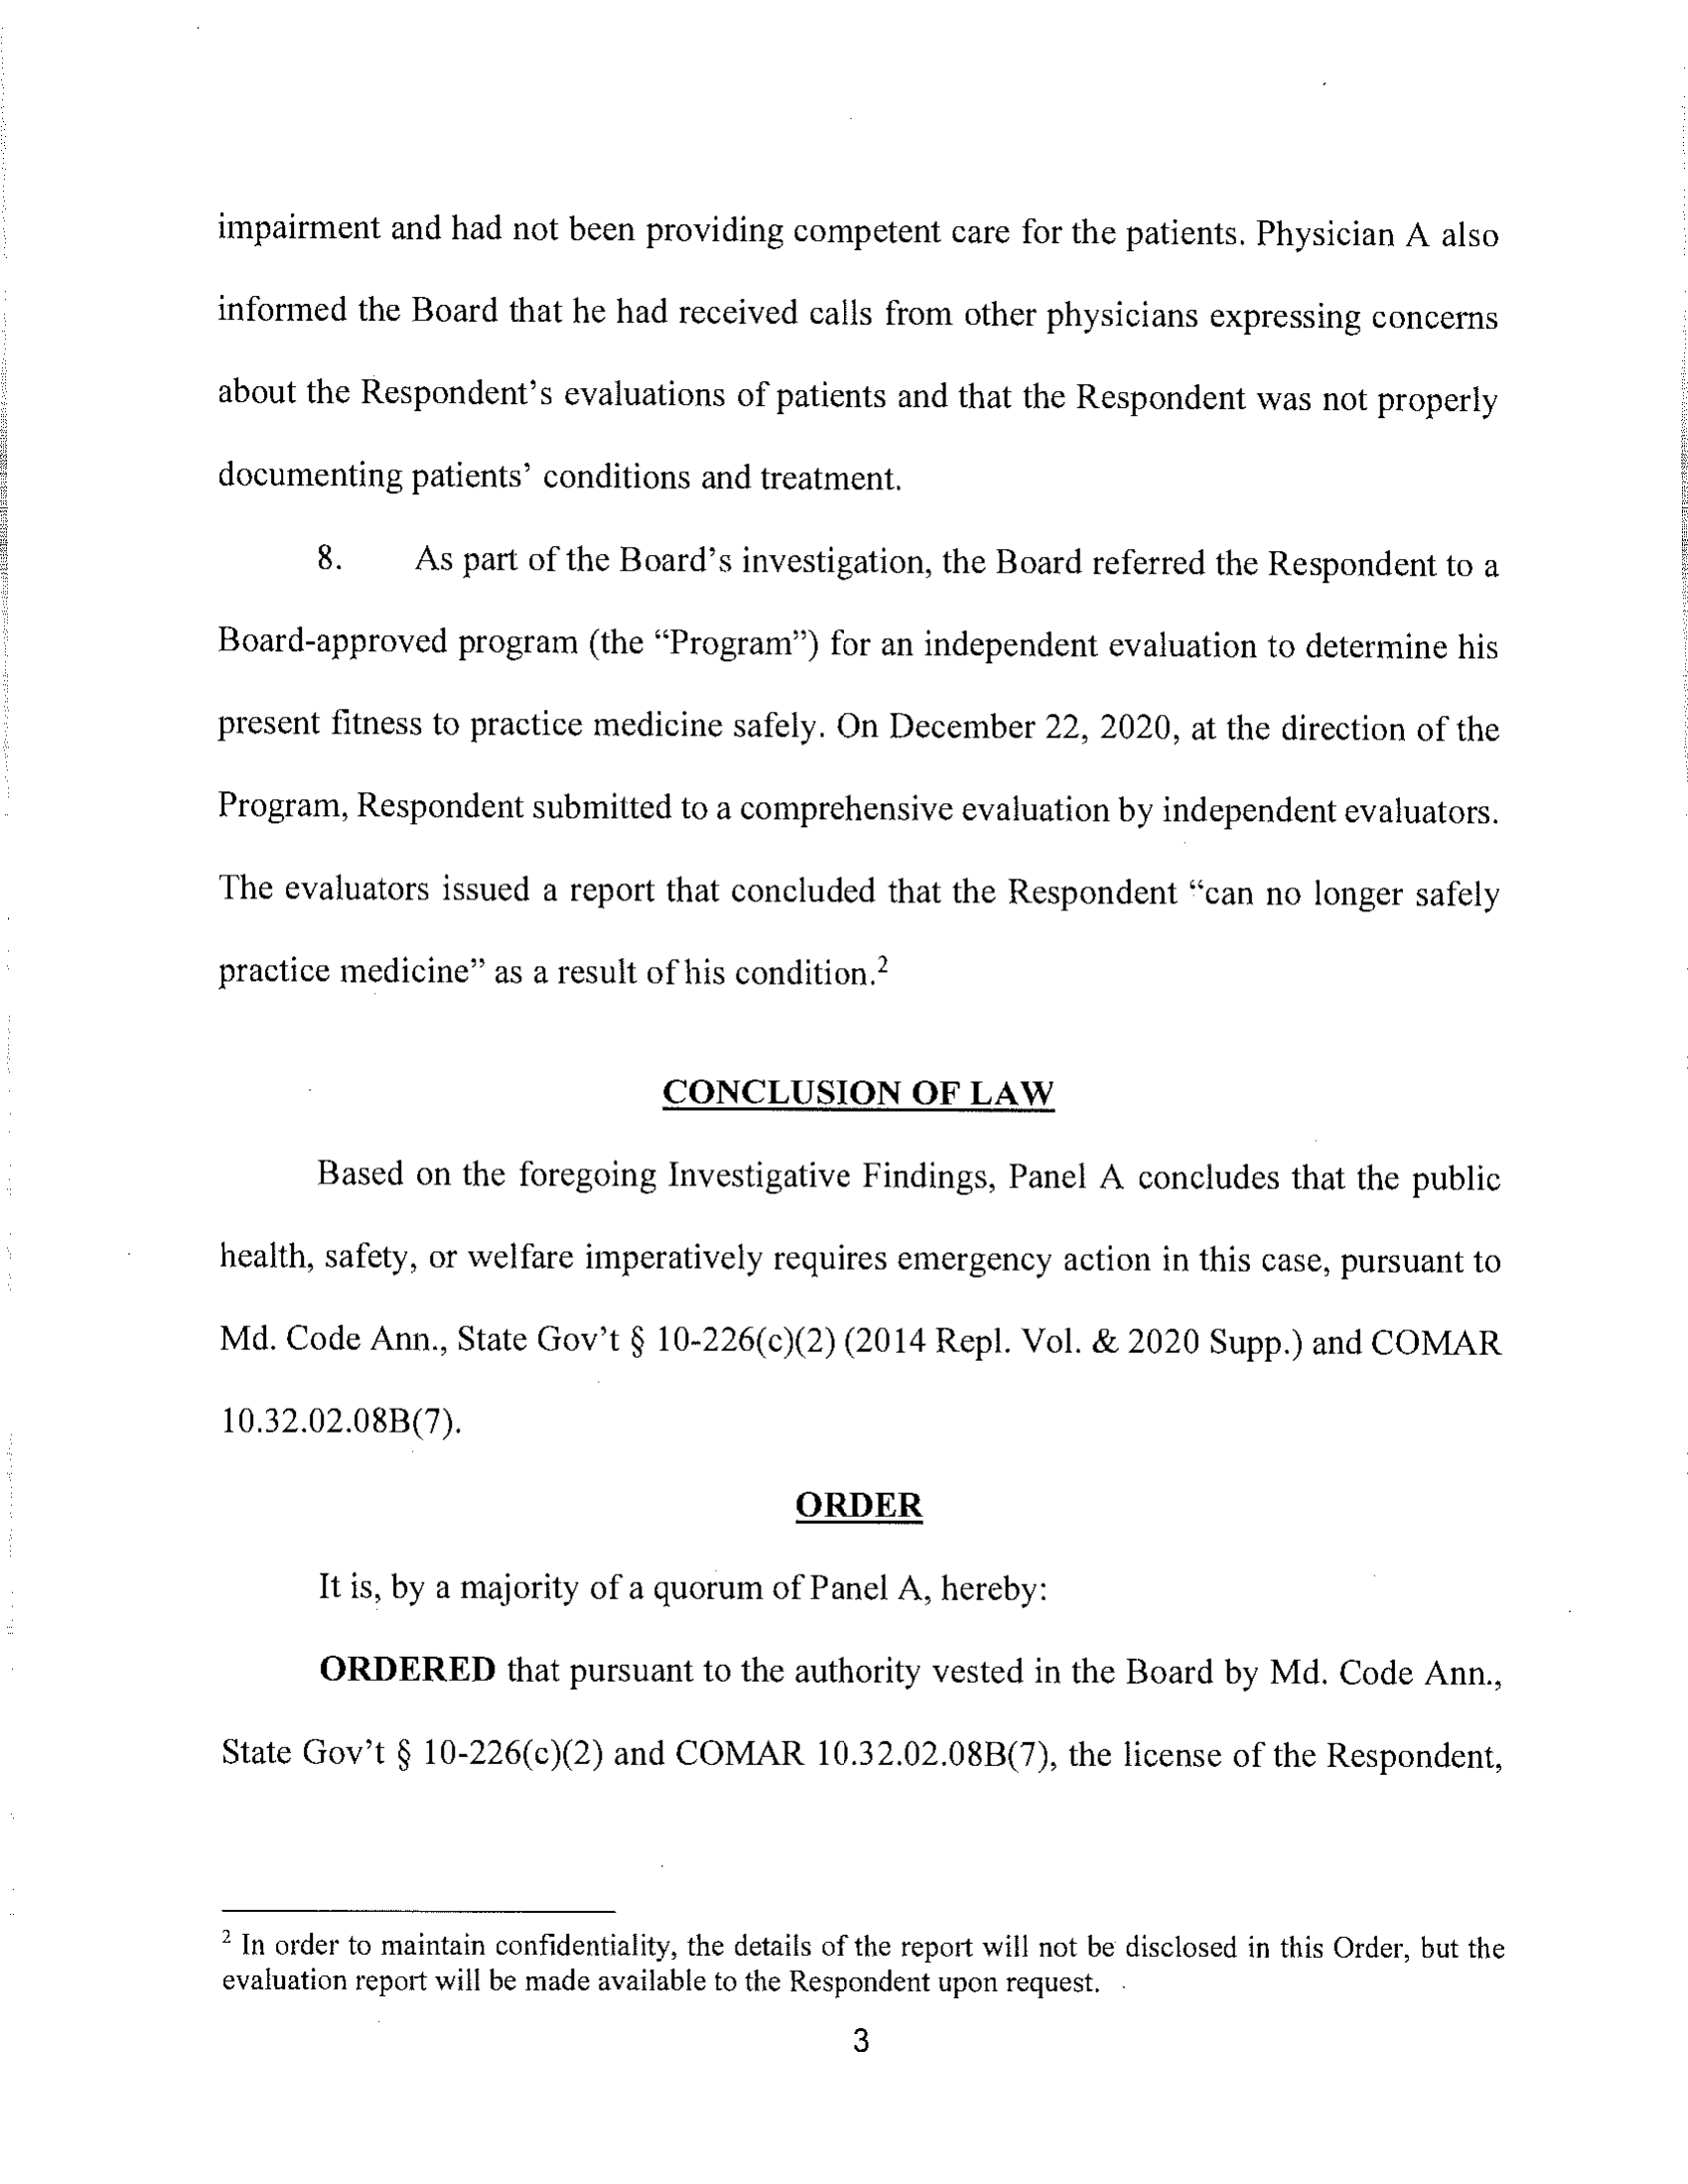 impairment and had not been providing competent care for the patients. Physician A also
informed the Board that he had received calls from other physicians expressing concerns
about the Respondent's evaluations of patients and that the Respondent was not properly
documenting patients' conditions and treatment.
8. As part of the Board's investigation, the Board referred the Respondent to a
Board-approved program (the “Program”) for an independent evaluation to determine his
present fitness to practice medicine safely. On December 22, 2020, at the direction of the
Program, Respondent submitted to a comprehensive evaluation by independent evaluators.
The evaluators issued a report that concluded that the Respondent “can no longer safely
practice medicine” as a result of his condition.²
CONCLUSION OF LAW
Based on the foregoing Investigative Findings, Panel A concludes that the public
health, safety, or welfare imperatively requires emergency action in this case, pursuant to
Md. Code Ann., State Gov't § 10-226(c)(2) (2014 Repl. Vol. & 2020 Supp.) and COMAR
10.32.02.08B(7).
ORDER
It is, by a majority of a quorum of Panel A, hereby:
ORDERED that pursuant to the authority vested in the Board by Md. Code Ann.,
State Gov't § 10-226(c)(2) and COMAR 10.32.02.08B(7), the license of the Respondent,
² In order to maintain confidentiality, the details of the report will not be disclosed in this Order, but the
evaluation report will be made available to the Respondent upon request.
3